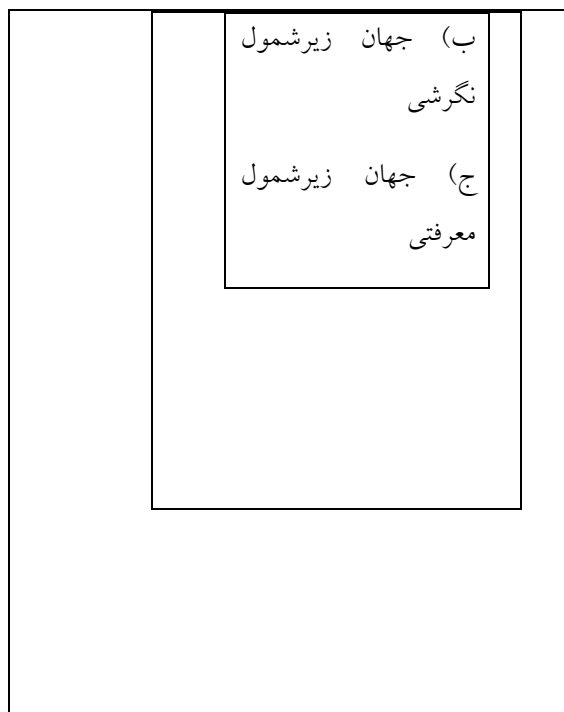 ب) جهان زیرشمول
نگرشی
ج) جهان زیرشمول
معرفتی